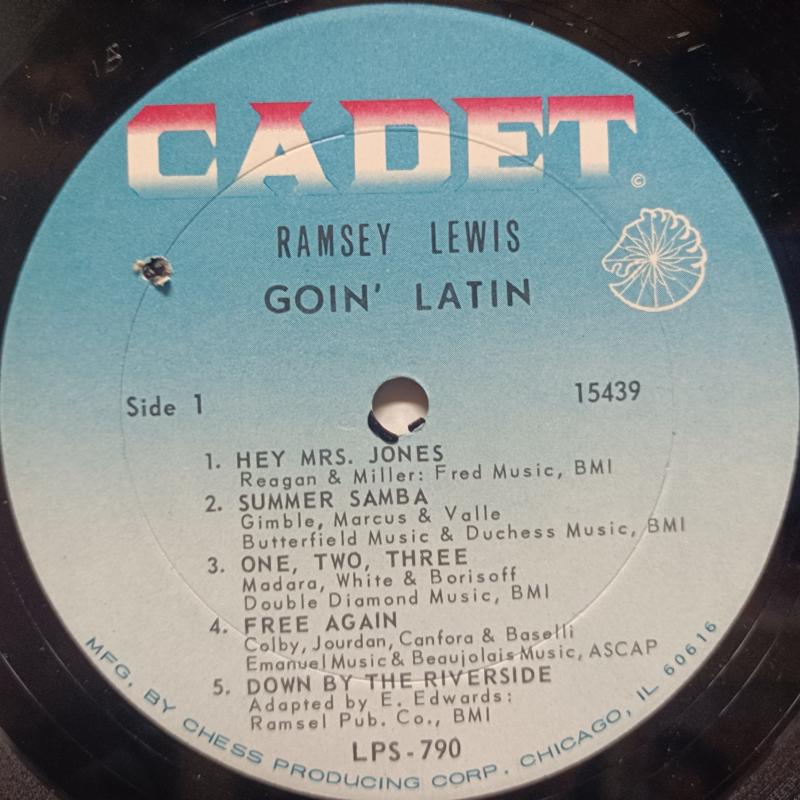 CADET
©
RAMSEY LEWIS
GOIN' LATIN
Side 1
15439
1. HEY MRS. JONES
Reagan & Miller: Fred Music, BMI
2. SUMMER SAMBA
Gimble, Marcus & Valle
Butterfield Music & Duchess Music, BMI
3. ONE, TWO, THREE
Madara, White & Borisoff
Double Diamond Music, BMI
4. FREE AGAIN
Colby, Jourdan, Canfora & Baselli
Emanuel Music & Beaujolais Music, ASCAP
5. DOWN BY THE RIVERSIDE
Adapted by E. Edwards:
Ramsel Pub. Co., BMI
LPS-790
MFG. BY CHESS PRODUCING CORP. CHICAGO, IL 60616